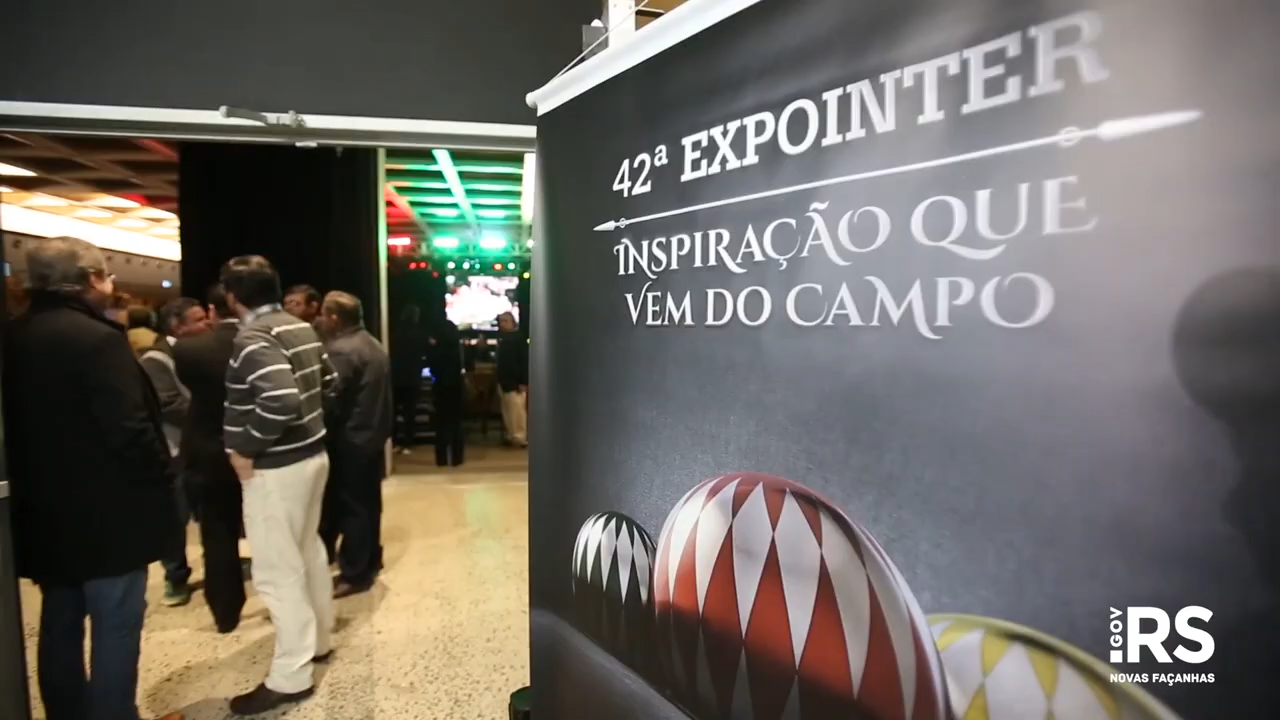 42ª EXPOINTER
INSPIRAÇÃO QUE
VEM DO CAMPO
GOV
RS
NOVAS FAÇANHAS